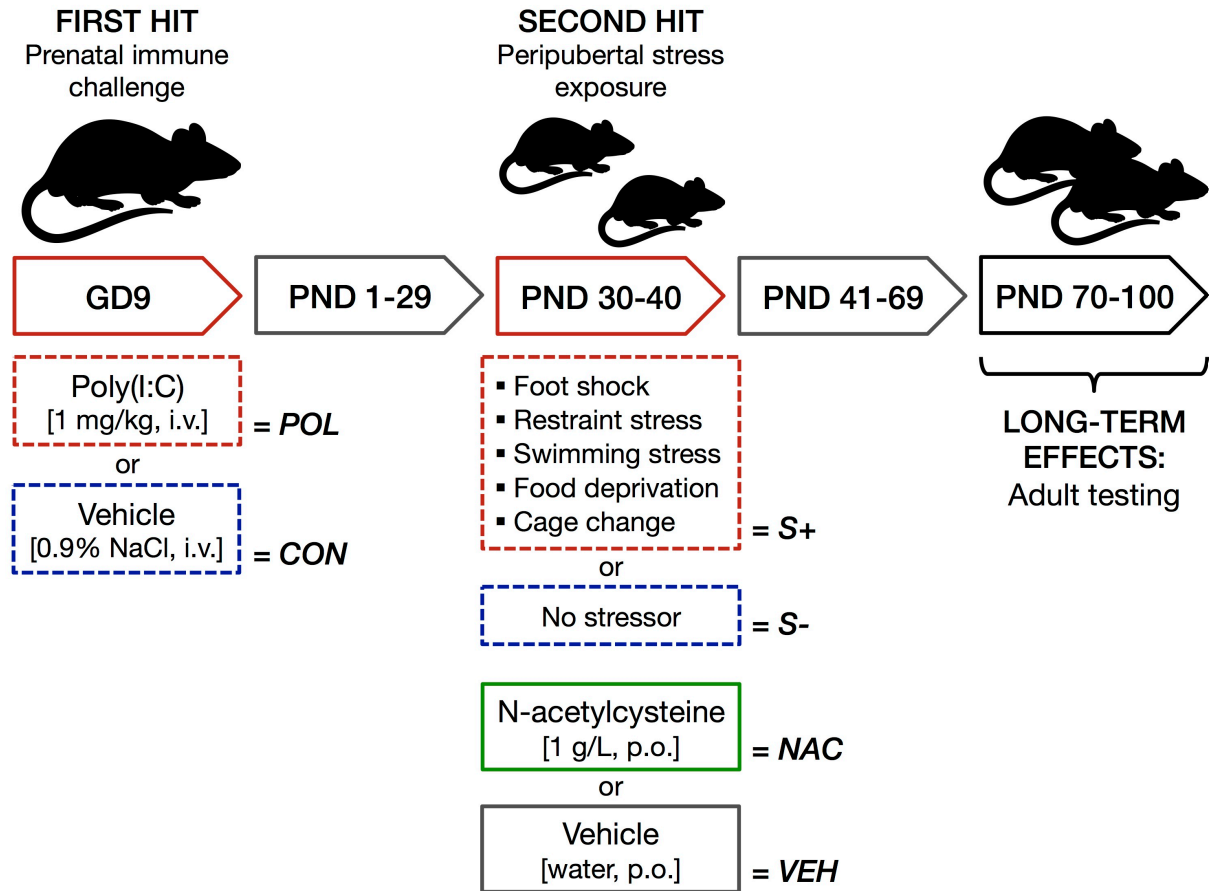 FIRST HIT
Prenatal immune
challenge
SECOND HIT
Peripubertal stress
exposure
GD9
PND 1-29
PND 30-40
PND 41-69
PND 70-100
Poly(I:C)
[1 mg/kg, i.v.]
= POL
or
Vehicle
[0.9% NaCl, i.v.]
= CON
▪ Foot shock
▪ Restraint stress
▪ Swimming stress
▪ Food deprivation
▪ Cage change
= S+
or
No stressor
= S-
N-acetylcysteine
[1 g/L, p.o.]
= NAC
or
Vehicle
[water, p.o.]
= VEH
LONG-TERM
EFFECTS:
Adult testing